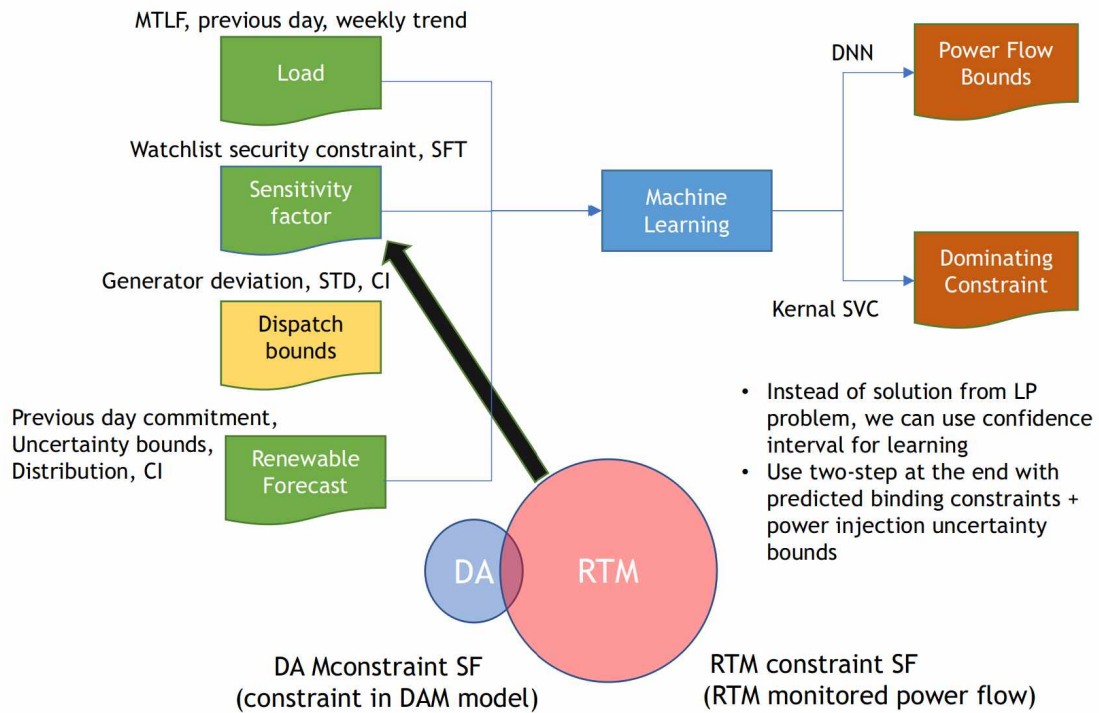 MTLF, previous day, weekly trend
Load
Watchlist security constraint, SFT
Sensitivity
factor
Generator deviation, STD, CI
Dispatch
bounds
Previous day commitment,
Uncertainty bounds,
Distribution, CI
Renewable
Forecast
Machine
Learning
DNN
Power Flow
Bounds
Kernal SVC
Dominating
Constraint
• Instead of solution from LP
problem, we can use confidence
interval for learning
• Use two-step at the end with
predicted binding constraints +
power injection uncertainty
bounds
DA
RTM
DA Mconstraint SF
(constraint in DAM model)
RTM constraint SF
(RTM monitored power flow)